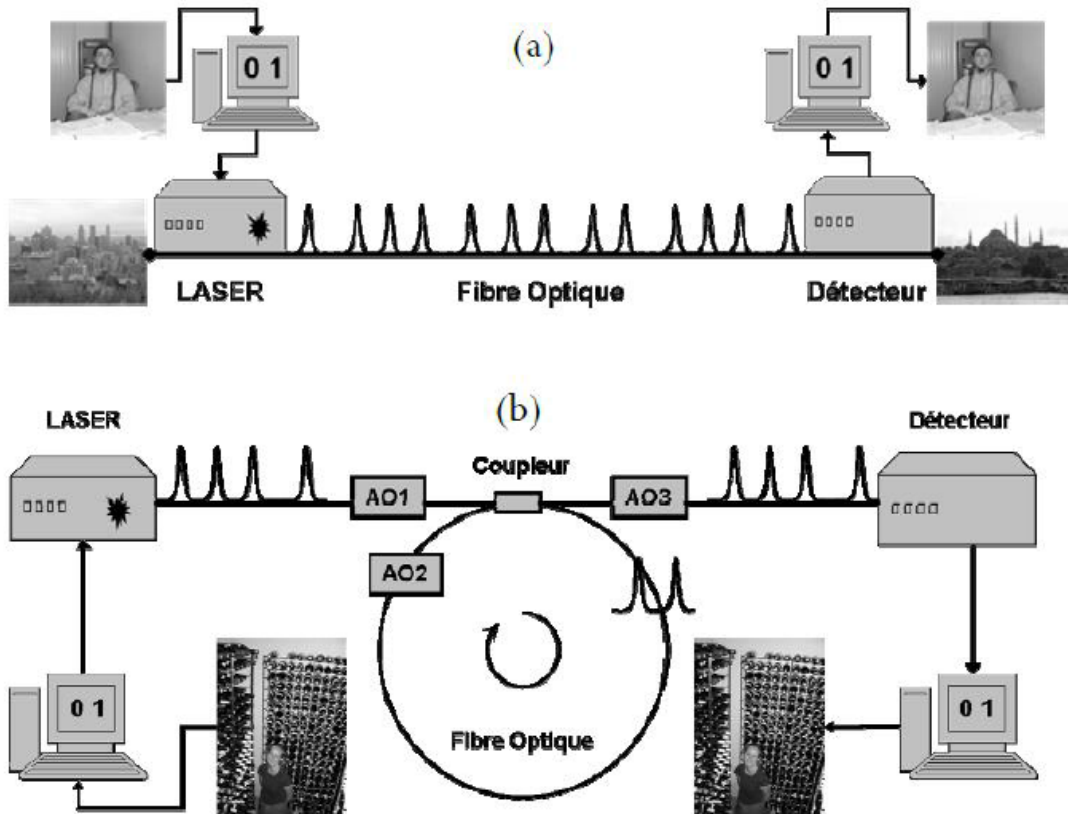 (a)
0 1
0 1
LASER
Fibre Optique
Détecteur
(b)
LASER
Détecteur
Coupleur
AO1
AO3
AO2
0 1
Fibre Optique
0 1